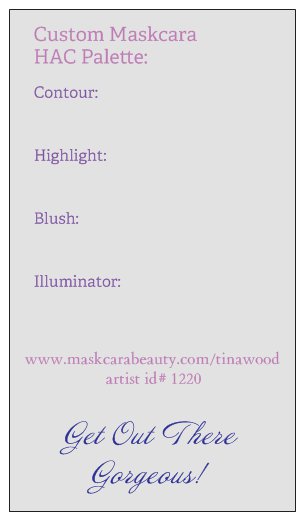 Custom Maskcara
HAC Palette:
Contour:
Highlight:
Blush:
Illuminator:
www.maskcarabeauty.com/tinawood
artist id# 1220
Get Out There
Gorgeous!